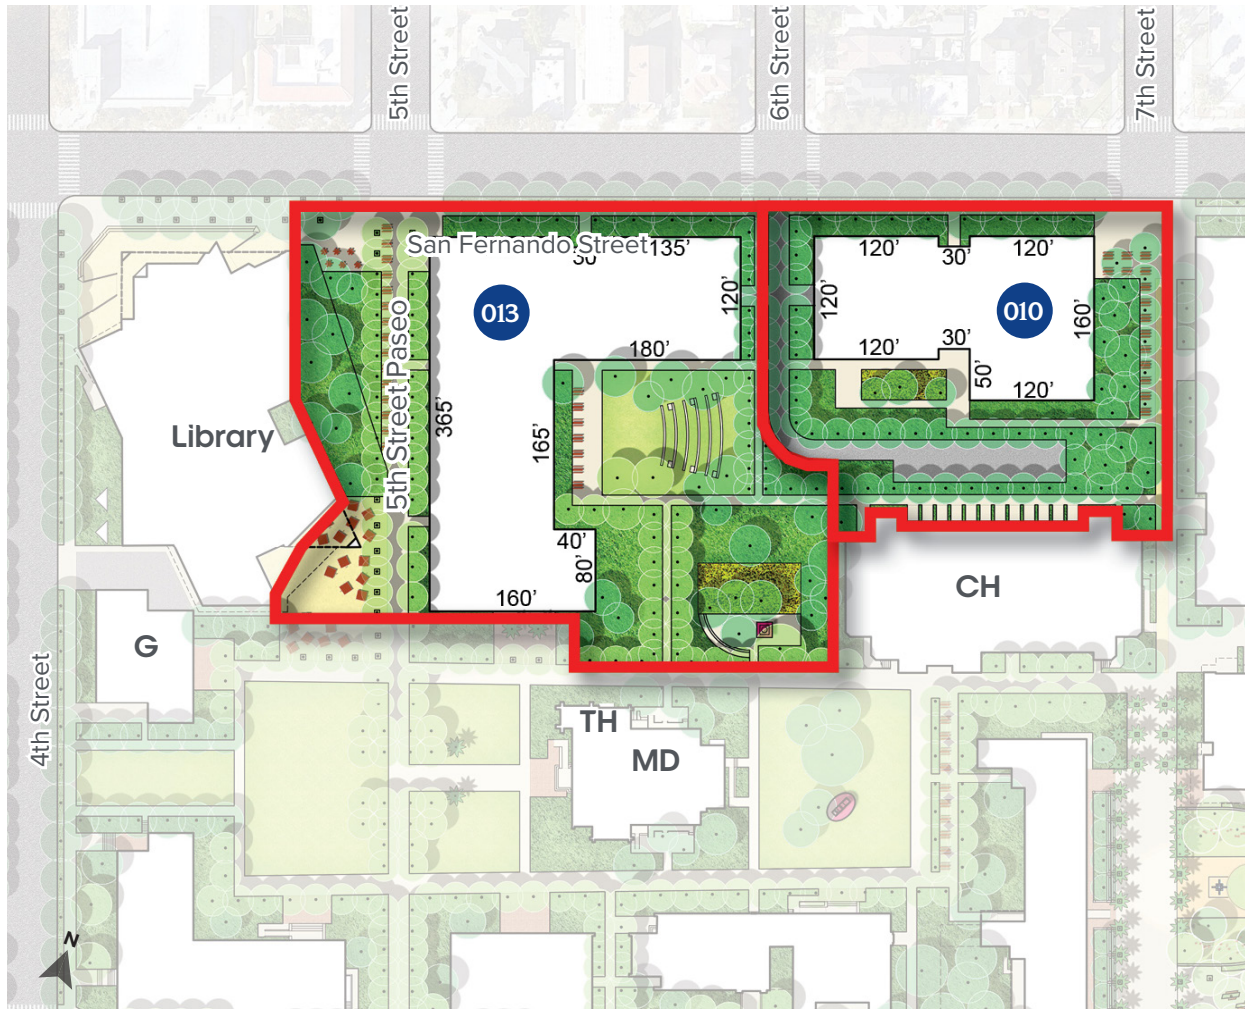 5th Street
6th Street
7th Street
San Fernando Street
30'
135'
120'
30'
120'
013
120'
120'
010
160'
5th Street Paseo
180'
120'
30'
50'
120'
365'
165'
Library
40'
80'
160'
CH
G
4th Street
TH
MD
N